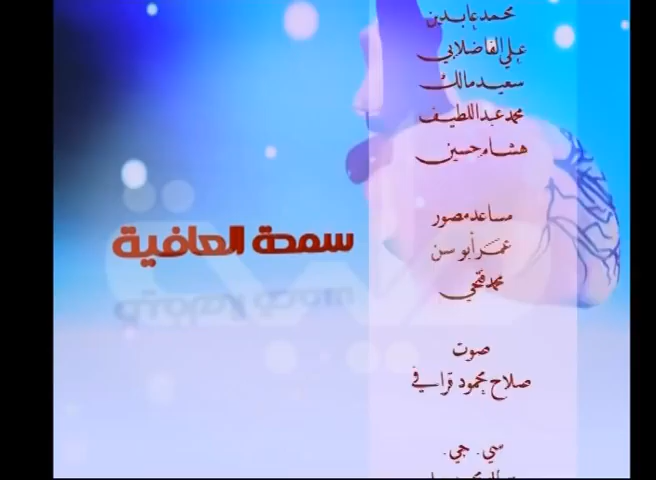 محمد عابدين
علي الفاضلابي
سعيد مالك
محمد عبد اللطيف
هشام حسين
مساعد مصور
عمر أبو سن
محمد فتحي
صوت
صلاح محمود قرافي
سي. جي.
سمحة العافية